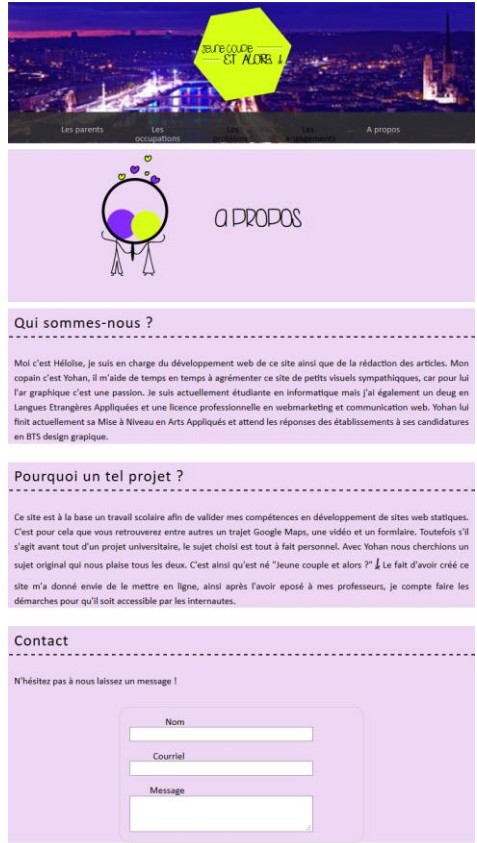 JEUNE COUPLE
ET ALORS !
Les parents
Les
occupations
Les
problème
Les
engagements
A propos
A PROPOS
Qui sommes-nous ?
Moi c'est Héloïse, je suis en charge du développement web de ce site ainsi que de la rédaction des articles. Mon
copain c'est Yohan, il m'aide de temps en temps à agrémenter ce site de petits visuels sympathiqques, car pour lui
l'ar graphique c'est une passion. Je suis actuellement étudiante en informatique mais j'ai également un deug en
Langues Etrangères Appliquées et une licence professionnelle en webmarketing et communication web. Yohan lui
finit actuellement sa Mise à Niveau en Arts Appliqués et attend les réponses des établissements à ses candidatures
en BTS design grapique.
Pourquoi un tel projet ?
Ce site est à la base un travail scolaire afin de valider mes compétences en développement de sites web statiques.
C'est pour cela que vous retrouverez entre autres un trajet Google Maps, une vidéo et un formlaire. Toutefois s'il
s'agit avant tout d'un projet universitaire, le sujet choisi est tout à fait personnel. Avec Yohan nous cherchions un
sujet original qui nous plaise tous les deux. C'est ainsi qu'est né "Jeune couple et alors ?" ! Le fait d'avoir créé ce
site m'a donné envie de le mettre en ligne, ainsi après l'avoir eposé à mes professeurs, je compte faire les
démarches pour qu'il soit accessible par les internautes.
Contact
N'hésitez pas à nous laissez un message !
Nom
Courriel
Message